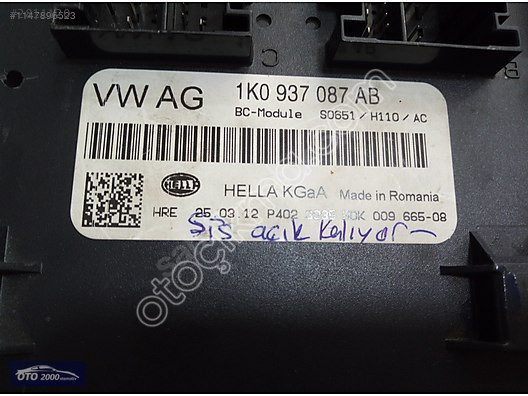 #1147896523
VW AG
1K0 937 087 AB
BC-Module S0651/H110/AC
HELLA
HELLA KGaA Made in Romania
HRE 25.03.12 P402 009 665-08
sis açık kalıyor
OTO 2000